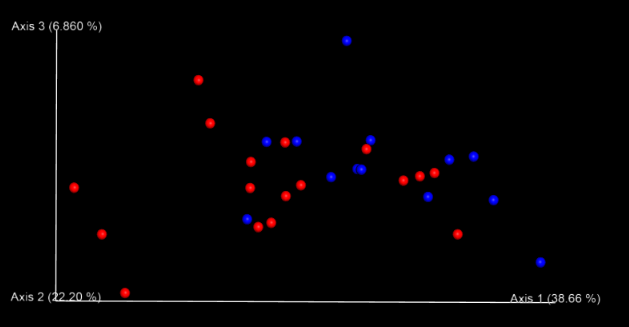 Axis 3 (6.860 %)
Axis 2 (22.20 %)
Axis 1 (38.66 %)